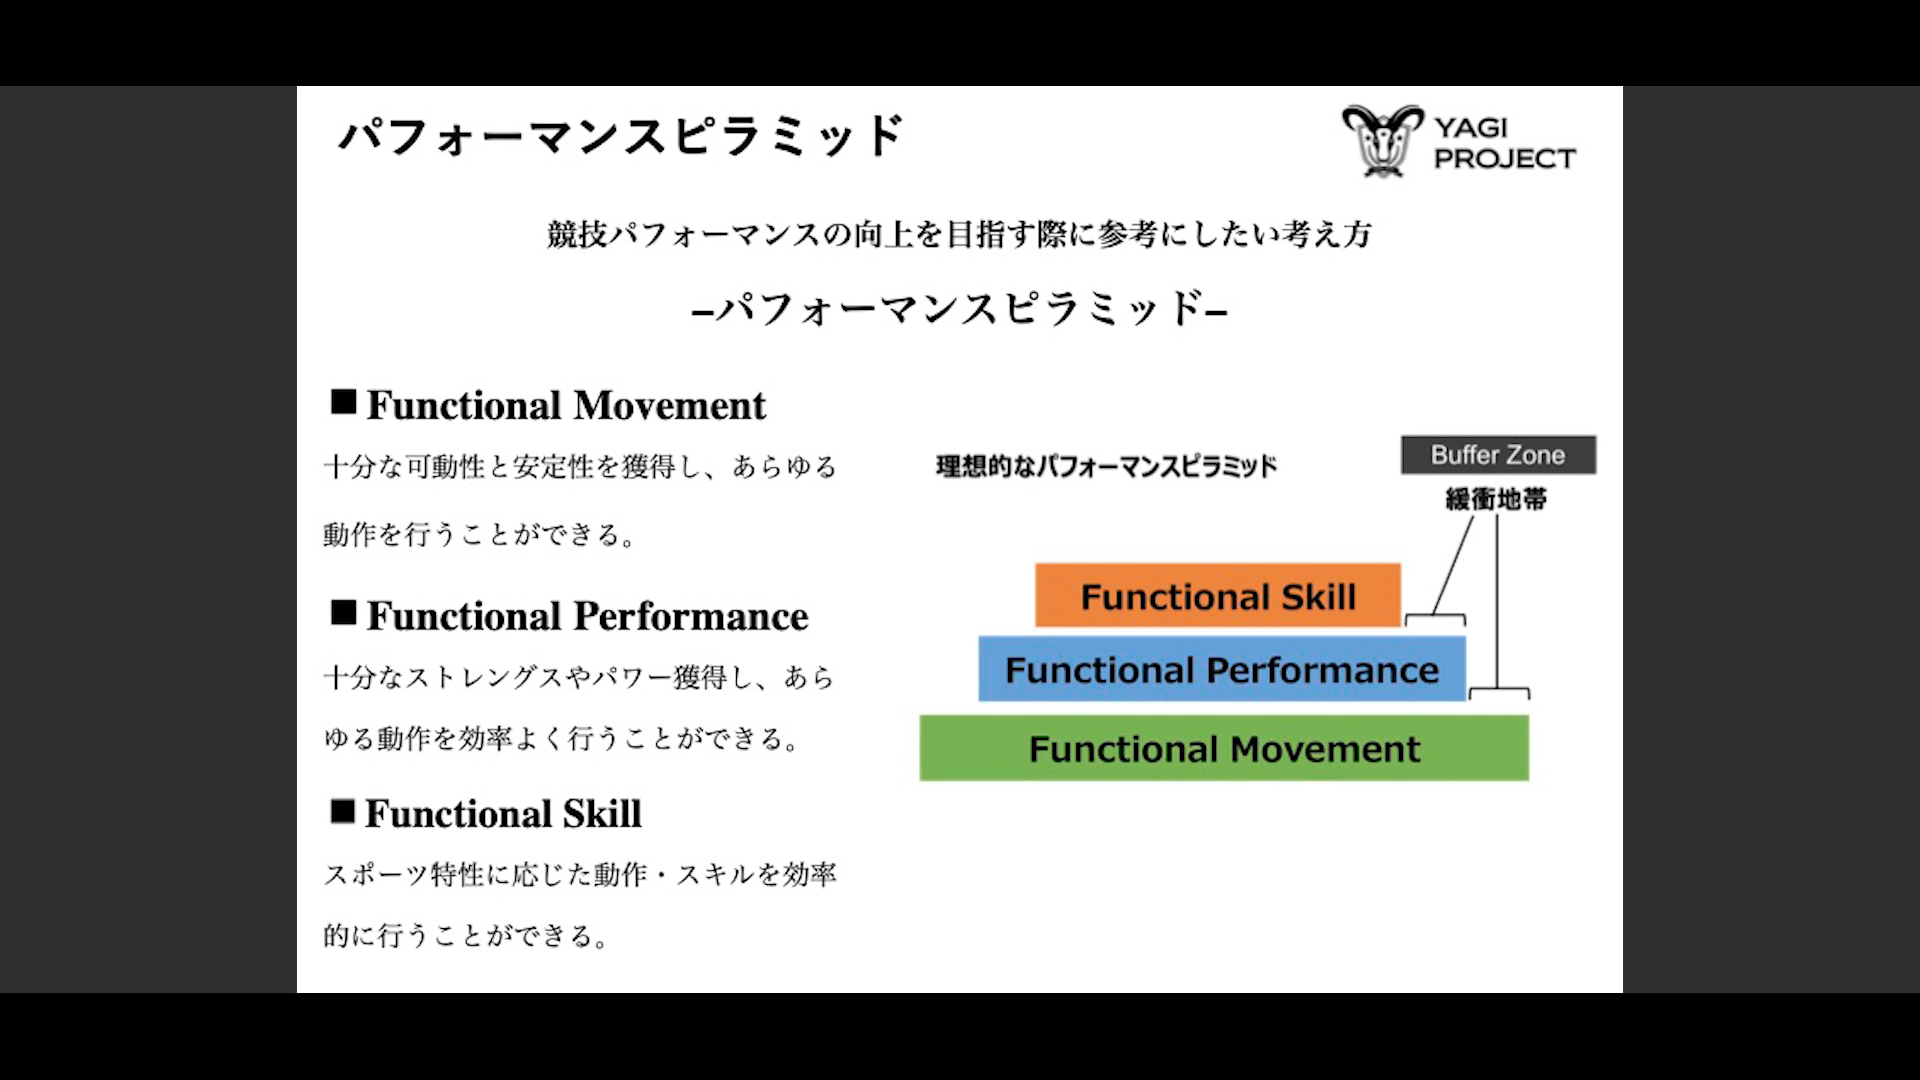 パフォーマンスピラミッド
YAGI
PROJECT
競技パフォーマンスの向上を目指す際に参考にしたい考え方
–パフォーマンスピラミッド–
■ Functional Movement
十分な可動性と安定性を獲得し、あらゆる
動作を行うことができる。
■ Functional Performance
十分なストレングスやパワー獲得し、あら
ゆる動作を効率よく行うことができる。
■ Functional Skill
スポーツ特性に応じた動作・スキルを効率
的に行うことができる。
理想的なパフォーマンスピラミッド
Buffer Zone
緩衝地帯
Functional Skill
Functional Performance
Functional Movement